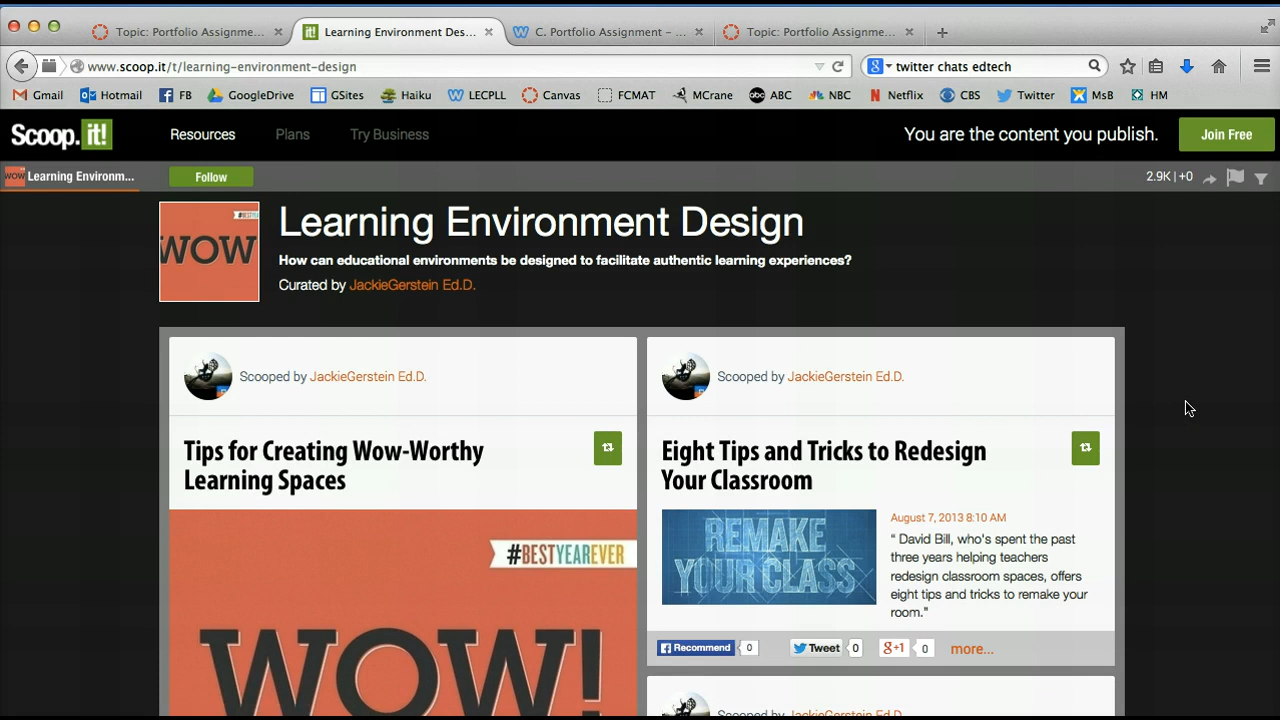 Topic: Portfolio Assignme...
Learning Environment Des...
C. Portfolio Assignment – ...
Topic: Portfolio Assignme...
www.scoop.it/t/learning-environment-design
twitter chats edtech
Gmail Hotmail FB GoogleDrive GSites Haiku LECPLL Canvas FCMAT MCrane ABC NBC Netflix CBS Twitter MsB HM
Scoop.it! Resources Plans Try Business You are the content you publish. Join Free
WOW Learning Environm... Follow 2.9K | +0
WOW
Learning Environment Design
How can educational environments be designed to facilitate authentic learning experiences?
Curated by JackieGerstein Ed.D.
Scooped by JackieGerstein Ed.D.
Tips for Creating Wow-Worthy
Learning Spaces
#BESTYEAREVER
WOW!
Scooped by JackieGerstein Ed.D.
Eight Tips and Tricks to Redesign
Your Classroom
REMAKE
YOUR CLASS
August 7, 2013 8:10 AM
“ David Bill, who's spent the past
three years helping teachers
redesign classroom spaces, offers
eight tips and tricks to remake your
room."
Recommend 0 Tweet 0 g+1 0 more...
Scooped by JackieGerstein Ed.D.